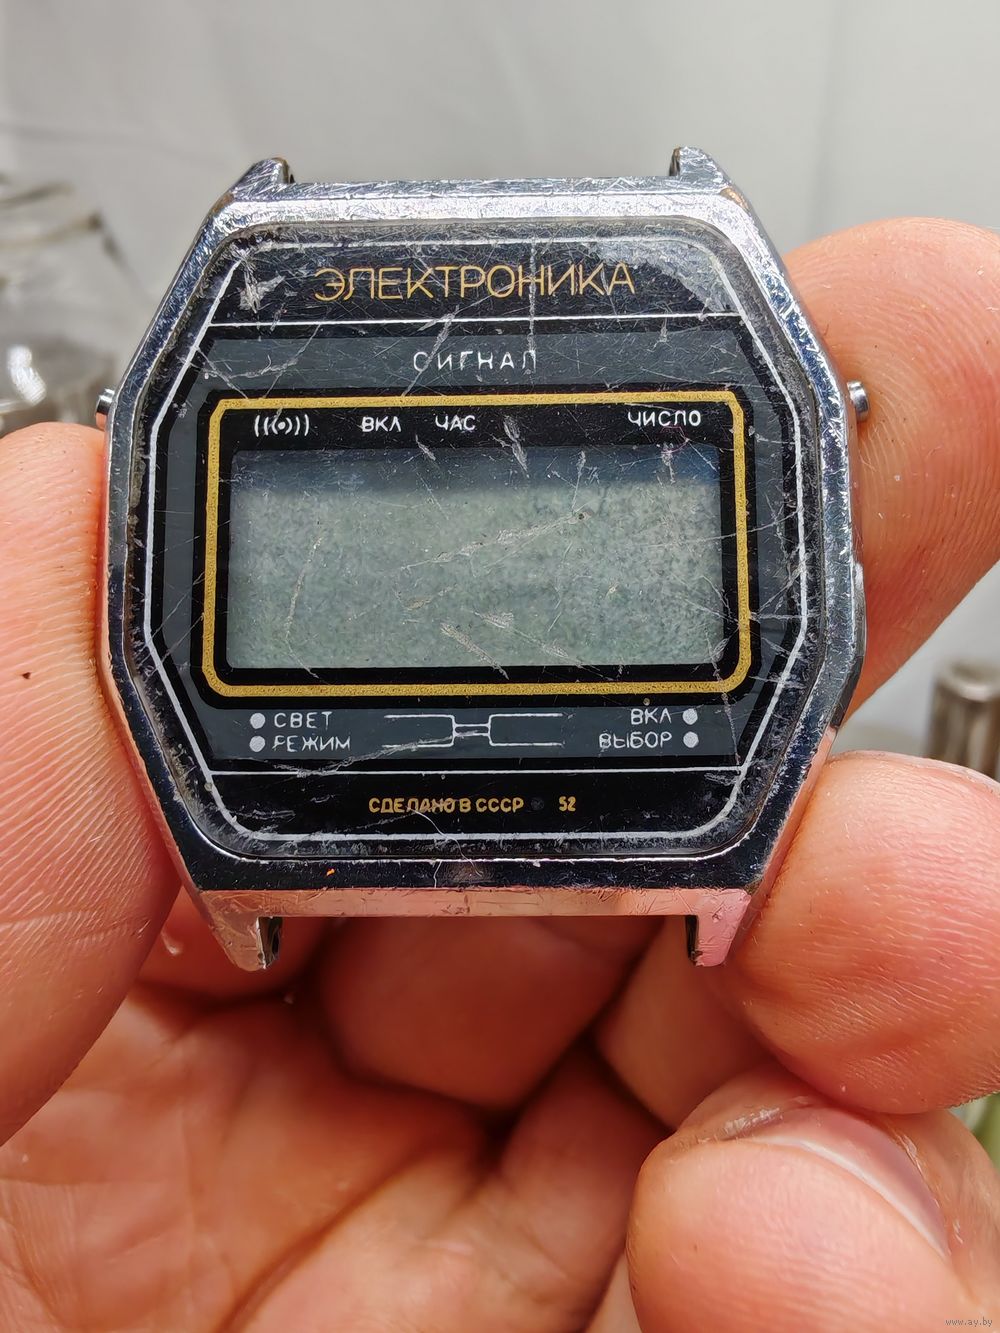 ЭЛЕКТРОНИКА
СИГНАЛ
ВКЛ ЧАС ЧИСЛО
СВЕТ ВКЛ
РЕЖИМ ВЫБОР
СДЕЛАНО В СССР 52
www.ay.by